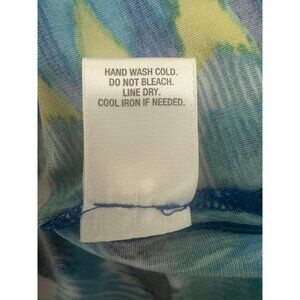 HAND WASH COLD.
DO NOT BLEACH.
LINE DRY.
COOL IRON IF NEEDED.